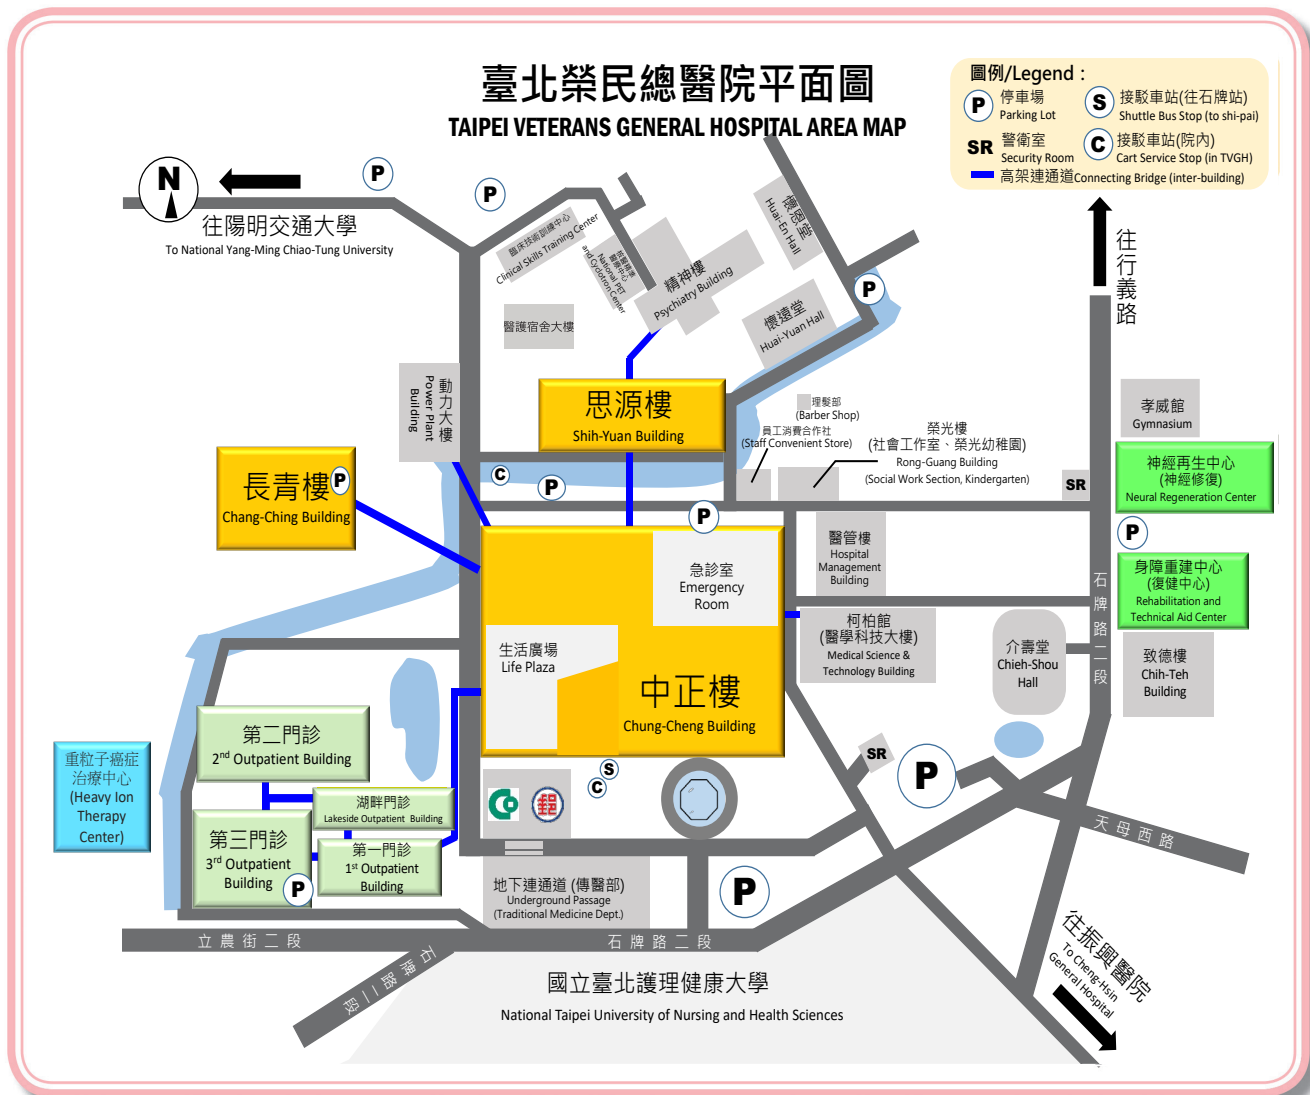 臺北榮民總醫院平面圖
TAIPEI VETERANS GENERAL HOSPITAL AREA MAP
圖例/Legend：
P
停車場
Parking Lot
S
接駁車站(往石牌站)
Shuttle Bus Stop (to shi-pai)
SR
警衛室
Security Room
C
接駁車站(院內)
Cart Service Stop (in TVGH)
高架連通道Connecting Bridge (inter-building)
N
往陽明交通大學
To National Yang-Ming Chiao-Tung University
P
P
臨床技術訓練中心
Clinical Skills Training Center
National PET
and Cyclotron Center
精神樓
Psychiatry Building
懷恩堂
Huai-En Hall
懷遠堂
Huai-Yuan Hall
P
往行義路
醫護宿舍大樓
動力大樓
Power Plant
Building
思源樓
Shih-Yuan Building
理髮部
(Barber Shop)
員工消費合作社
(Staff Convenient Store)
榮光樓
(社會工作室、榮光幼稚園)
Rong-Guang Building
(Social Work Section, Kindergarten)
孝威館
Gymnasium
神經再生中心
(神經修復)
Neural Regeneration Center
SR
P
身障重建中心
(復健中心)
Rehabilitation and
Technical Aid Center
致德樓
Chih-Teh
Building
長青樓
P
Chang-Ching Building
C
P
P
急診室
Emergency
Room
醫管樓
Hospital
Management
Building
柯柏館
(醫學科技大樓)
Medical Science &
Technology Building
介壽堂
Chieh-Shou
Hall
石牌路二段
生活廣場
Life Plaza
中正樓
Chung-Cheng Building
第二門診
2nd Outpatient Building
重粒子癌症
治療中心
(Heavy Ion
Therapy
Center)
湖畔門診
Lakeside Outpatient Building
第三門診
3rd Outpatient
Building
P
第一門診
1st Outpatient
Building
S
C
郵
SR
P
天母西路
地下連通道 (傳醫部)
Underground Passage
(Traditional Medicine Dept.)
P
立農街二段
石牌路二段
石牌路二段
往振興醫院
To Cheng-Hsin
General Hospital
國立臺北護理健康大學
National Taipei University of Nursing and Health Sciences